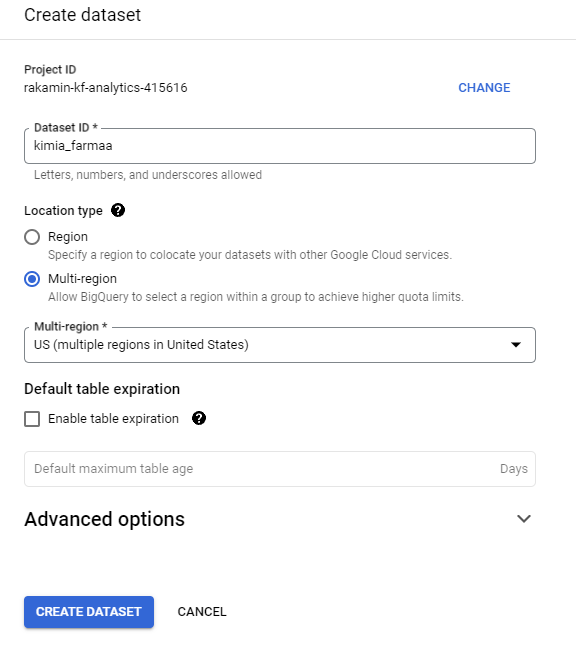 Create dataset
Project ID
rakamin-kf-analytics-415616
CHANGE
Dataset ID *
kimia_farmaa
Letters, numbers, and underscores allowed
Location type ?
Region
Specify a region to colocate your datasets with other Google Cloud services.
Multi-region
Allow BigQuery to select a region within a group to achieve higher quota limits.
Multi-region *
US (multiple regions in United States)
Default table expiration
Enable table expiration ?
Default maximum table age Days
Advanced options
CREATE DATASET CANCEL